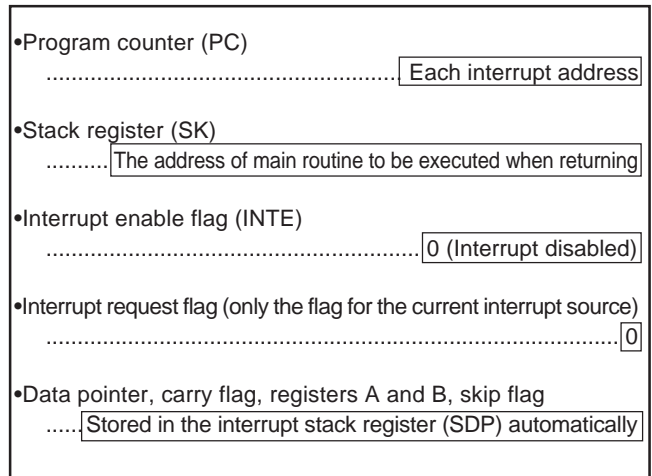 •Program counter (PC)
........................................................ Each interrupt address
•Stack register (SK)
.......... The address of main routine to be executed when returning
•Interrupt enable flag (INTE)
........................................................... 0 (Interrupt disabled)
•Interrupt request flag (only the flag for the current interrupt source)
........................................................................................... 0
•Data pointer, carry flag, registers A and B, skip flag
...... Stored in the interrupt stack register (SDP) automatically